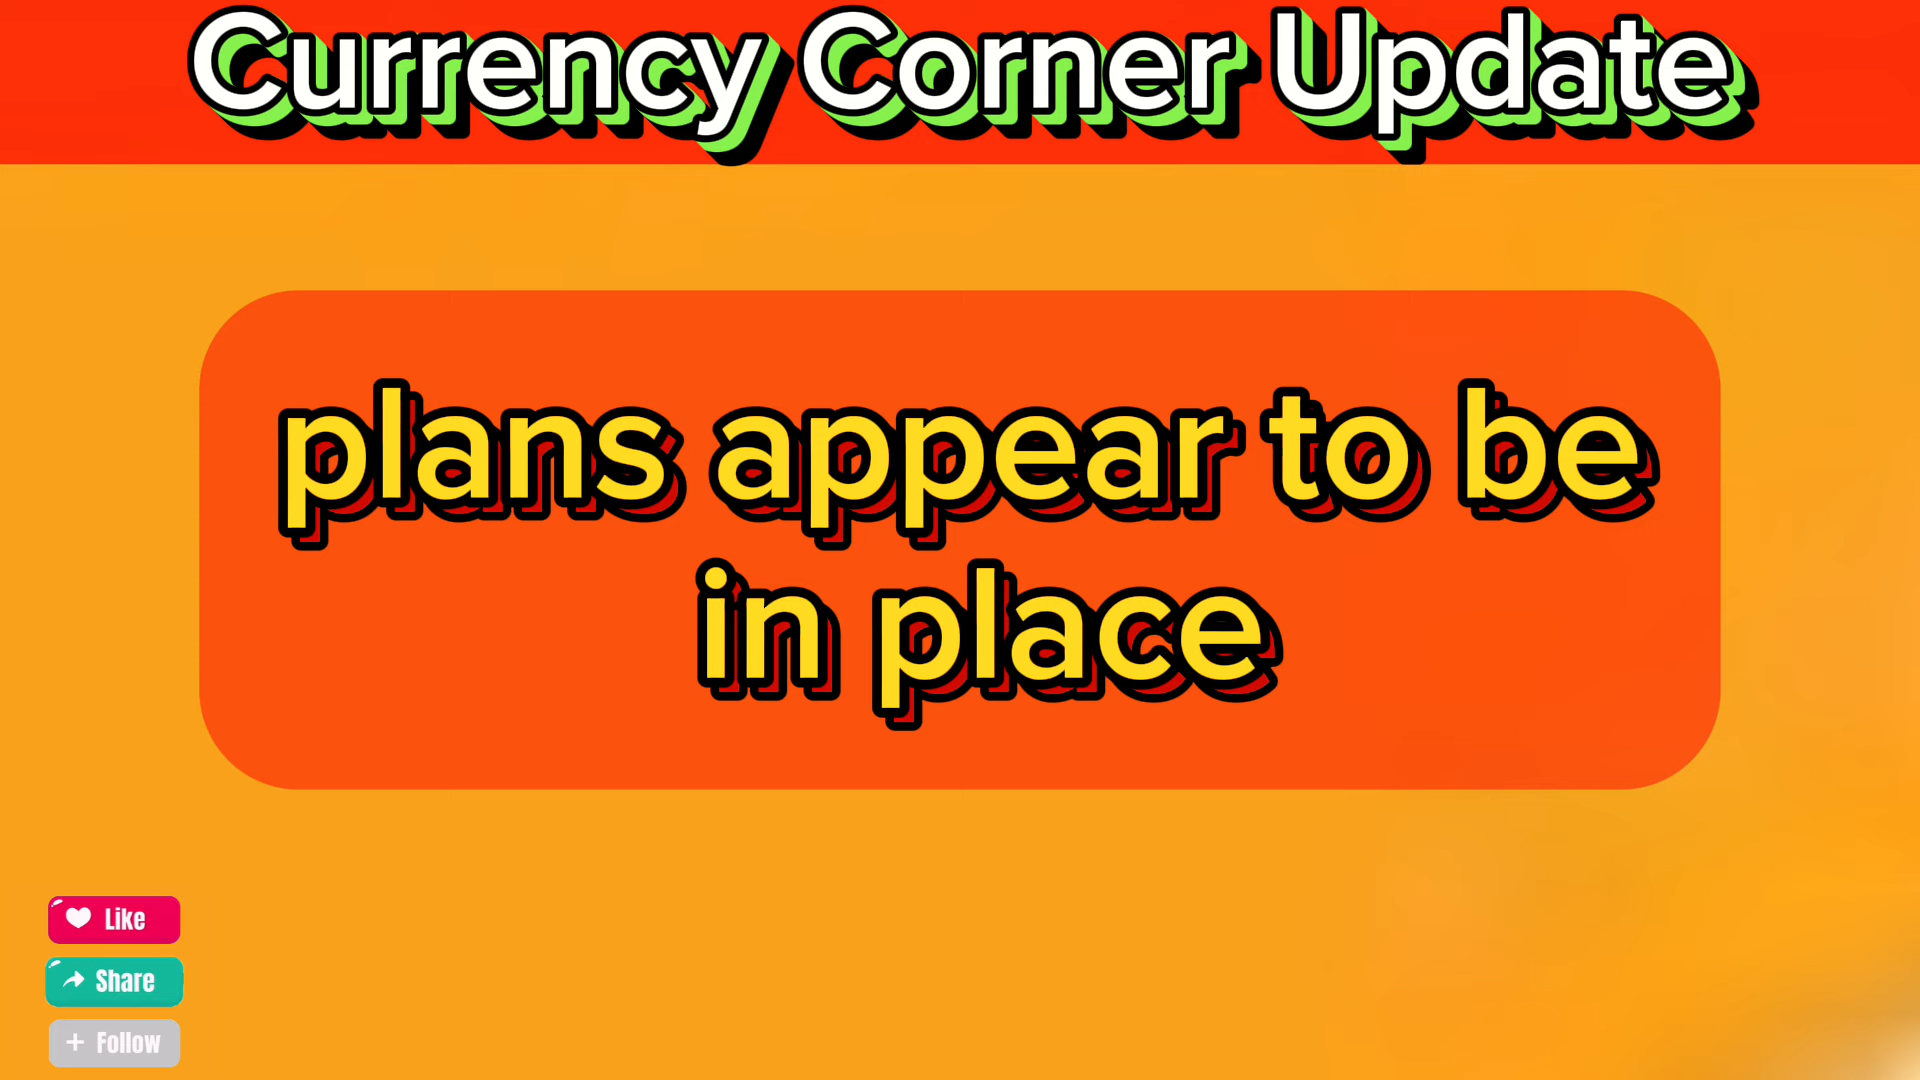 Currency Corner Update
plans appear to be
in place
Like
Share
+ Follow